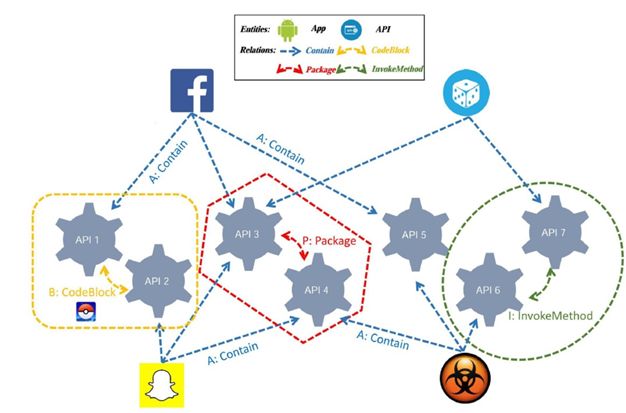 Entities: App API
Relations: Contain CodeBlock
Package InvokeMethod
A: Contain
A: Contain
API 1
API 2
B: CodeBlock
API 3
P: Package
API 4
API 5
API 7
API 6
I: InvokeMethod
A: Contain
A: Contain